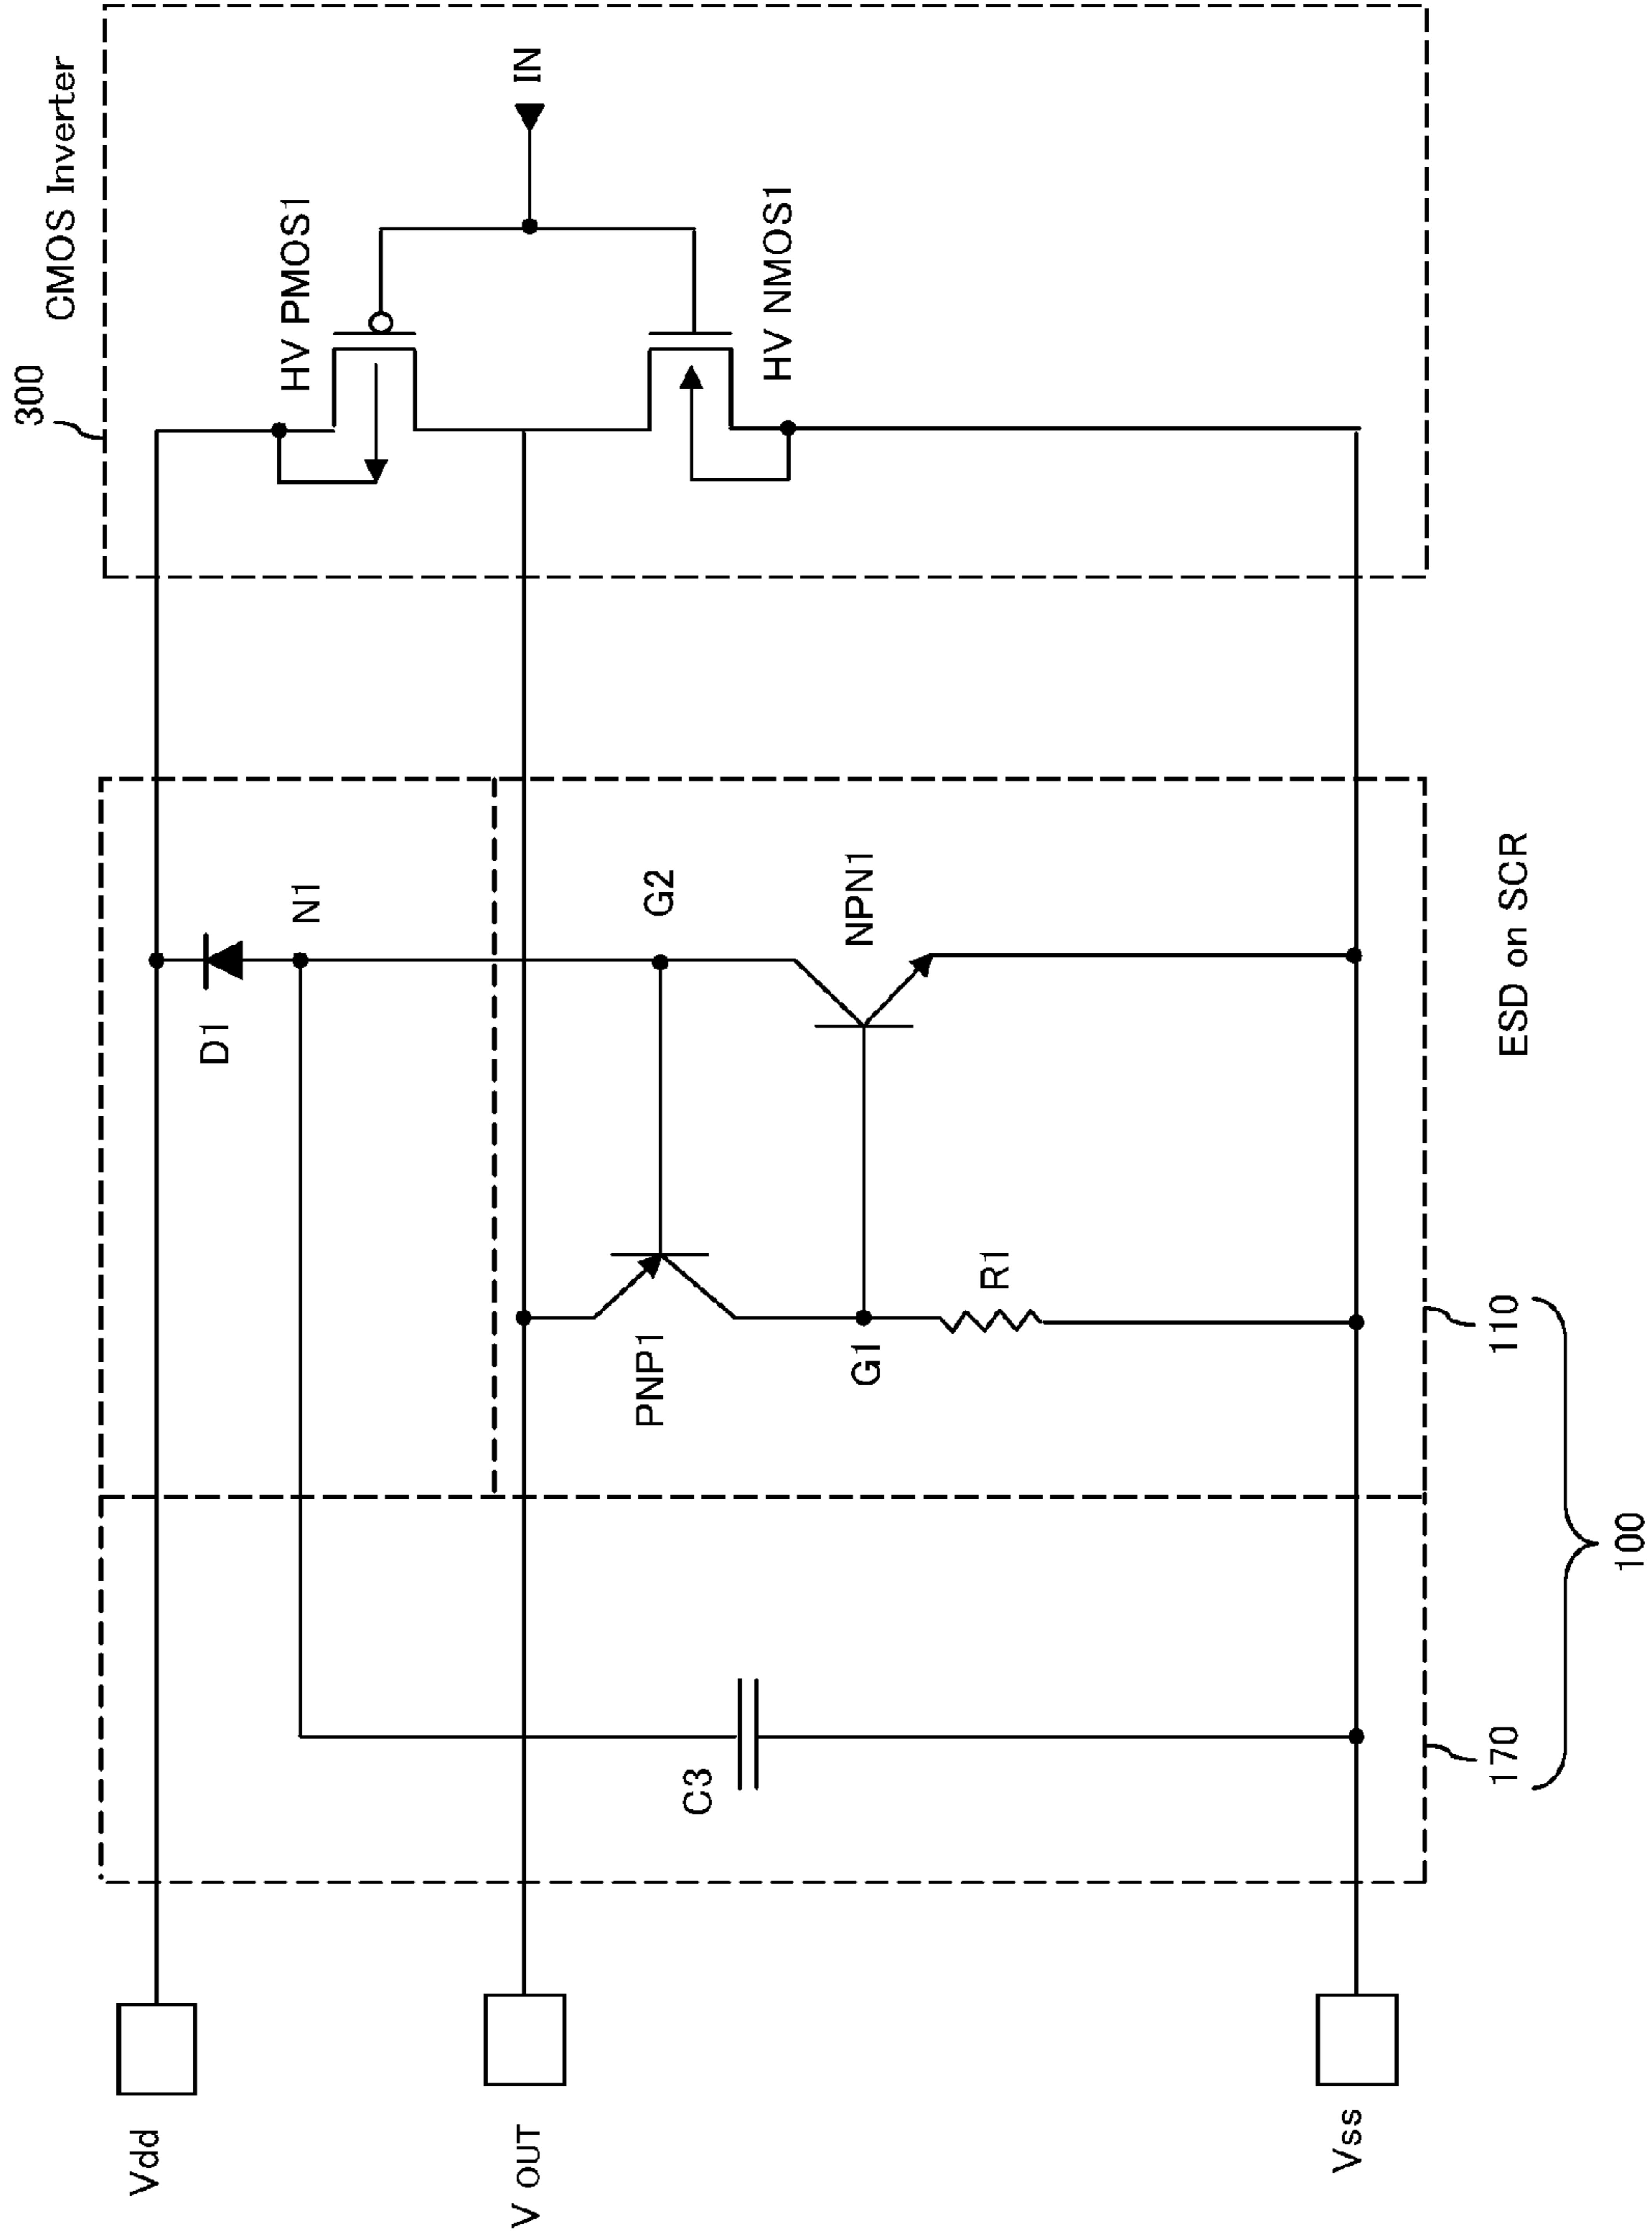 CMOS Inverter
300
HV PMOS1
IN
HV NMOS1
N1
D1
G2
NPN1
PNP1
G1
R1
C3
ESD on SCR
110
170
100
Vdd
V OUT
Vss